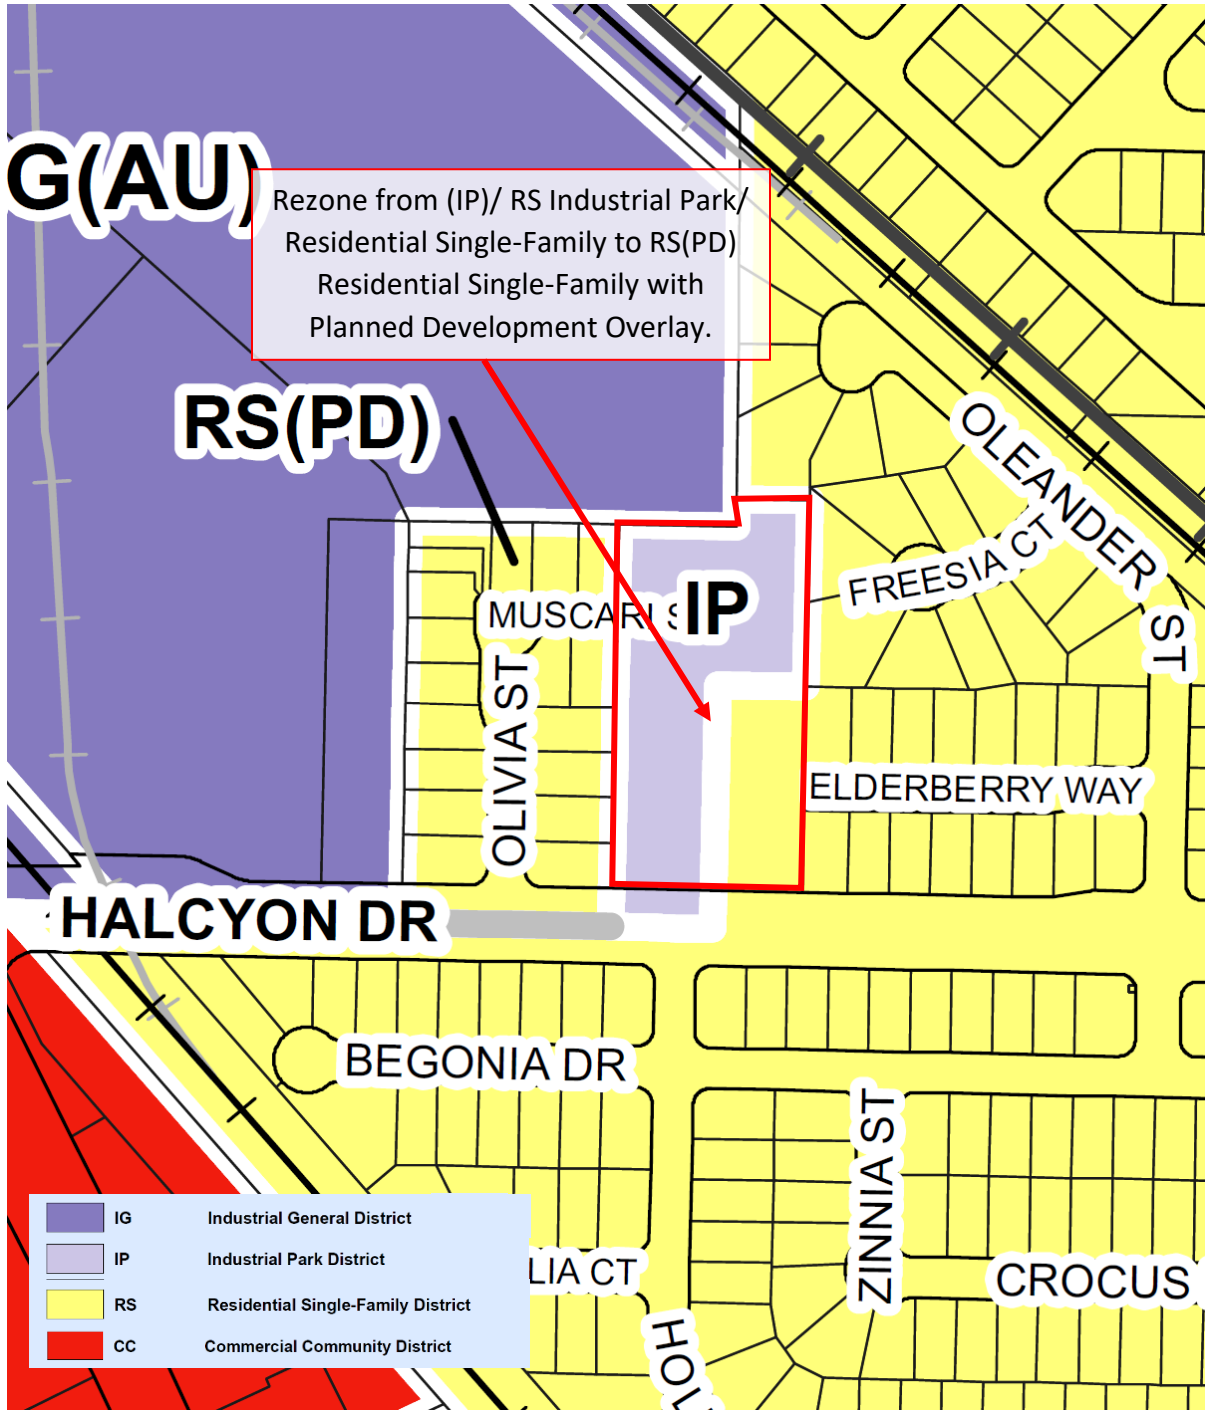 G(AU)
Rezone from (IP)/ RS Industrial Park/
Residential Single-Family to RS(PD)
Residential Single-Family with
Planned Development Overlay.
RS(PD)
OLEANDER ST
FREESIA CT
MUSCARI S
IP
OLIVIA ST
ELDERBERRY WAY
HALCYON DR
BEGONIA DR
ZINNIA ST
LIA CT
CROCUS
HOL
IG Industrial General District
IP Industrial Park District
RS Residential Single-Family District
CC Commercial Community District